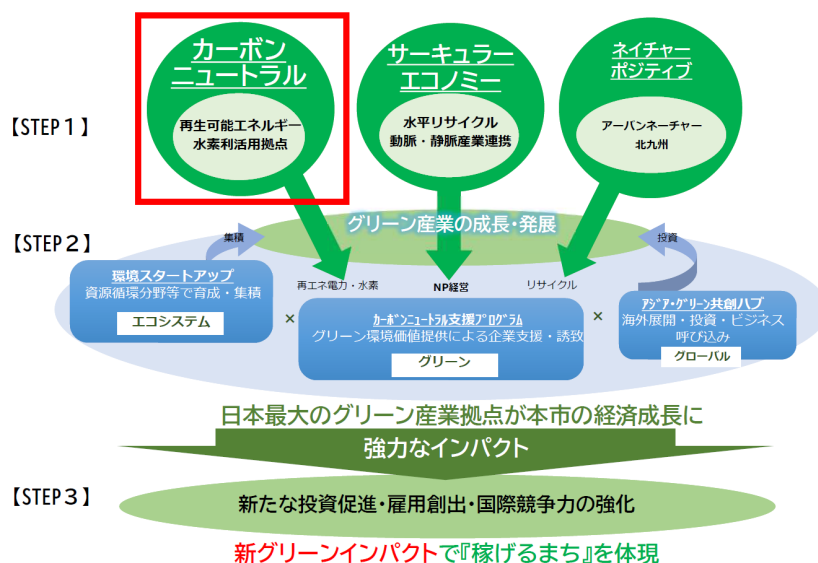 カーボン
ニュートラル
サーキュラー
エコノミー
ネイチャー
ポジティブ
【STEP１】
再生可能エネルギー
水素利活用拠点
水平リサイクル
動脈・静脈産業連携
アーバンネーチャー
北九州
グリーン産業の成長・発展
【STEP２】
集積
投資
環境スタートアップ
資源循環分野等で育成・集積
エコシステム
再エネ電力・水素
NP経営
リサイクル
×
カーボンニュートラル支援プログラム
グリーン環境価値提供による企業支援・誘致
グリーン
×
アジア・グリーン共創ハブ
海外展開・投資・ビジネス
呼び込み
グローバル
日本最大のグリーン産業拠点が本市の経済成長に
強力なインパクト
【STEP３】
新たな投資促進・雇用創出・国際競争力の強化
新グリーンインパクトで『稼げるまち』を体現